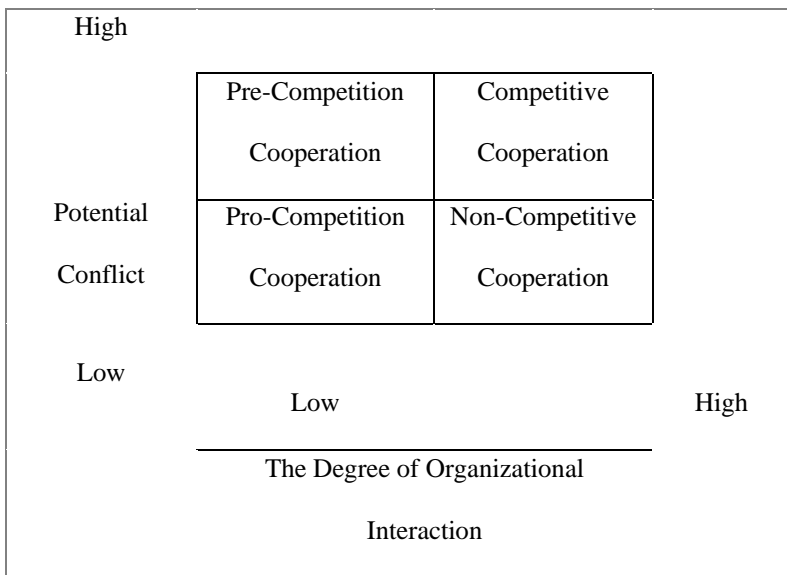 High
Pre-Competition Competitive
Cooperation Cooperation
Potential Pro-Competition Non-Competitive
Conflict Cooperation Cooperation
Low
Low High
The Degree of Organizational
Interaction